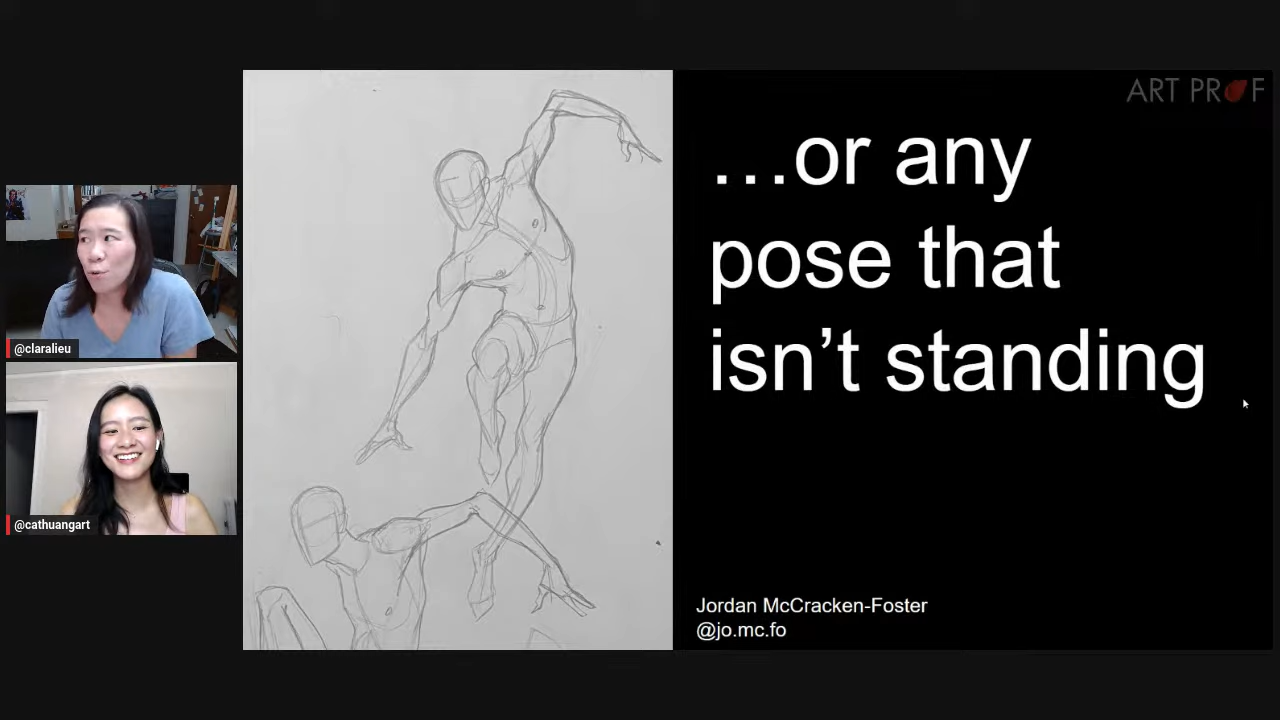 ART PROF
…or any
pose that
isn’t standing
@claralieu
@cathuangart
Jordan McCracken-Foster
@jo.mc.fo